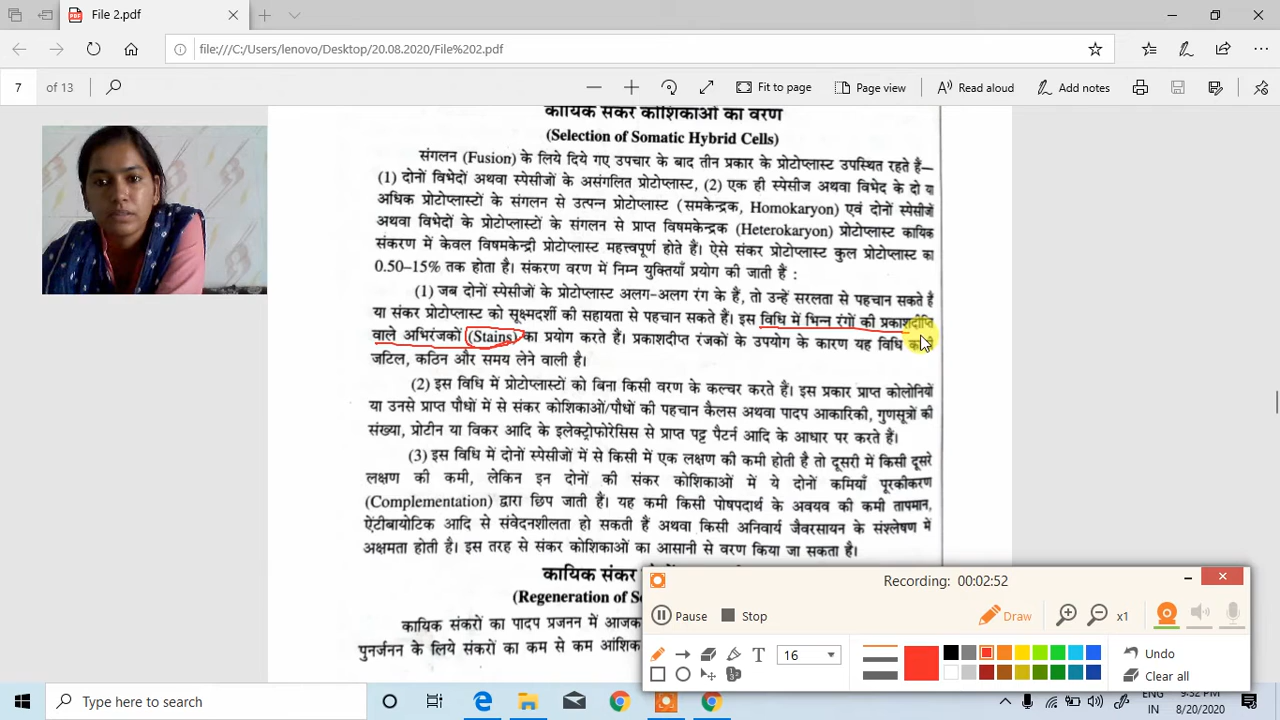 File 2.pdf
file:///C:/Users/lenovo/Desktop/20.08.2020/File%202.pdf
7 of 13
Fit to page
Page view
Read aloud
Add notes
कायिक संकर कोशिकाओं का वरण
(Selection of Somatic Hybrid Cells)
संगलन (Fusion) के लिये दिये गए उपचार के बाद तीन प्रकार के प्रोटोप्लास्ट उपस्थित रहते है—
(1) दोनों विभेदों अथवा स्पेसीजों के असंगलित प्रोटोप्लास्ट, (2) एक ही स्पेसीज अथवा विभेद के दो या
अधिक प्रोटोप्लास्टों के संगलन से उत्पन्न प्रोटोप्लास्ट (समकेन्द्रक, Homokaryon) एवं दोनों स्पेसीजों
अथवा विभेदों के प्रोटोप्लास्टों के संगलन से प्राप्त विषमकेन्द्रक (Heterokaryon) प्रोटोप्लास्ट कायिक
संकरण में केवल विषमकेन्द्री प्रोटोप्लास्ट महत्त्वपूर्ण होते हैं। ऐसे संकर प्रोटोप्लास्ट कुल प्रोटोप्लास्ट का
0.50–15% तक होता है। संकरण वरण में निम्न युक्तियाँ प्रयोग की जाती हैं :
(1) जब दोनों स्पेसीजों के प्रोटोप्लास्ट अलग-अलग रंग के हैं, तो उन्हें सरलता से पहचान सकते हैं
या संकर प्रोटोप्लास्ट को सूक्ष्मदर्शी की सहायता से पहचान सकते हैं। इस विधि में भिन्न रंगों की प्रकाशदीप्ति
वाले अभिरंजकों (Stains) का प्रयोग करते हैं। प्रकाशदीप्त रंजकों के उपयोग के कारण यह विधि
जटिल, कठिन और समय लेने वाली है।
(2) इस विधि में प्रोटोप्लास्टों को बिना किसी वरण के कल्चर करते हैं। इस प्रकार प्राप्त कोलोनियों
या उनसे प्राप्त पौधों में से संकर कोशिकाओं/पौधों की पहचान कैलस अथवा पादप आकारिकी, गुणसूत्रों की
संख्या, प्रोटीन या विकर आदि के इलेक्ट्रोफोरेसिस से प्राप्त पट्ट पैटर्न आदि के आधार पर करते हैं।
(3) इस विधि में दोनों स्पेसीजों में से किसी में एक लक्षण की कमी होती है तो दूसरी में किसी दूसरे
लक्षण की कमी, लेकिन इन दोनों की संकर कोशिकाओं में ये दोनों कमियाँ पूरकीकरण
(Complementation) द्वारा छिप जाती हैं। यह कमी किसी पोषपदार्थ के अवयव की कमी तापमान,
ऐंटीबायोटिक आदि से संवेदनशीलता हो सकती हैं अथवा किसी अनिवार्य जैवरसायन के संश्लेषण में
अक्षमता होती है। इस तरह से संकर कोशिकाओं का आसानी से वरण किया जा सकता है।
कायिक संकर
(Regeneration of
कायिक संकरों का पादप प्रजनन में
पुनर्जनन के लिये संकरों का कम से कम आंशिक
Recording: 00:02:52
Pause
Stop
Draw
x1
T
16
Undo
Clear all
Type here to search
ENG
IN
9:52 PM
8/20/2020